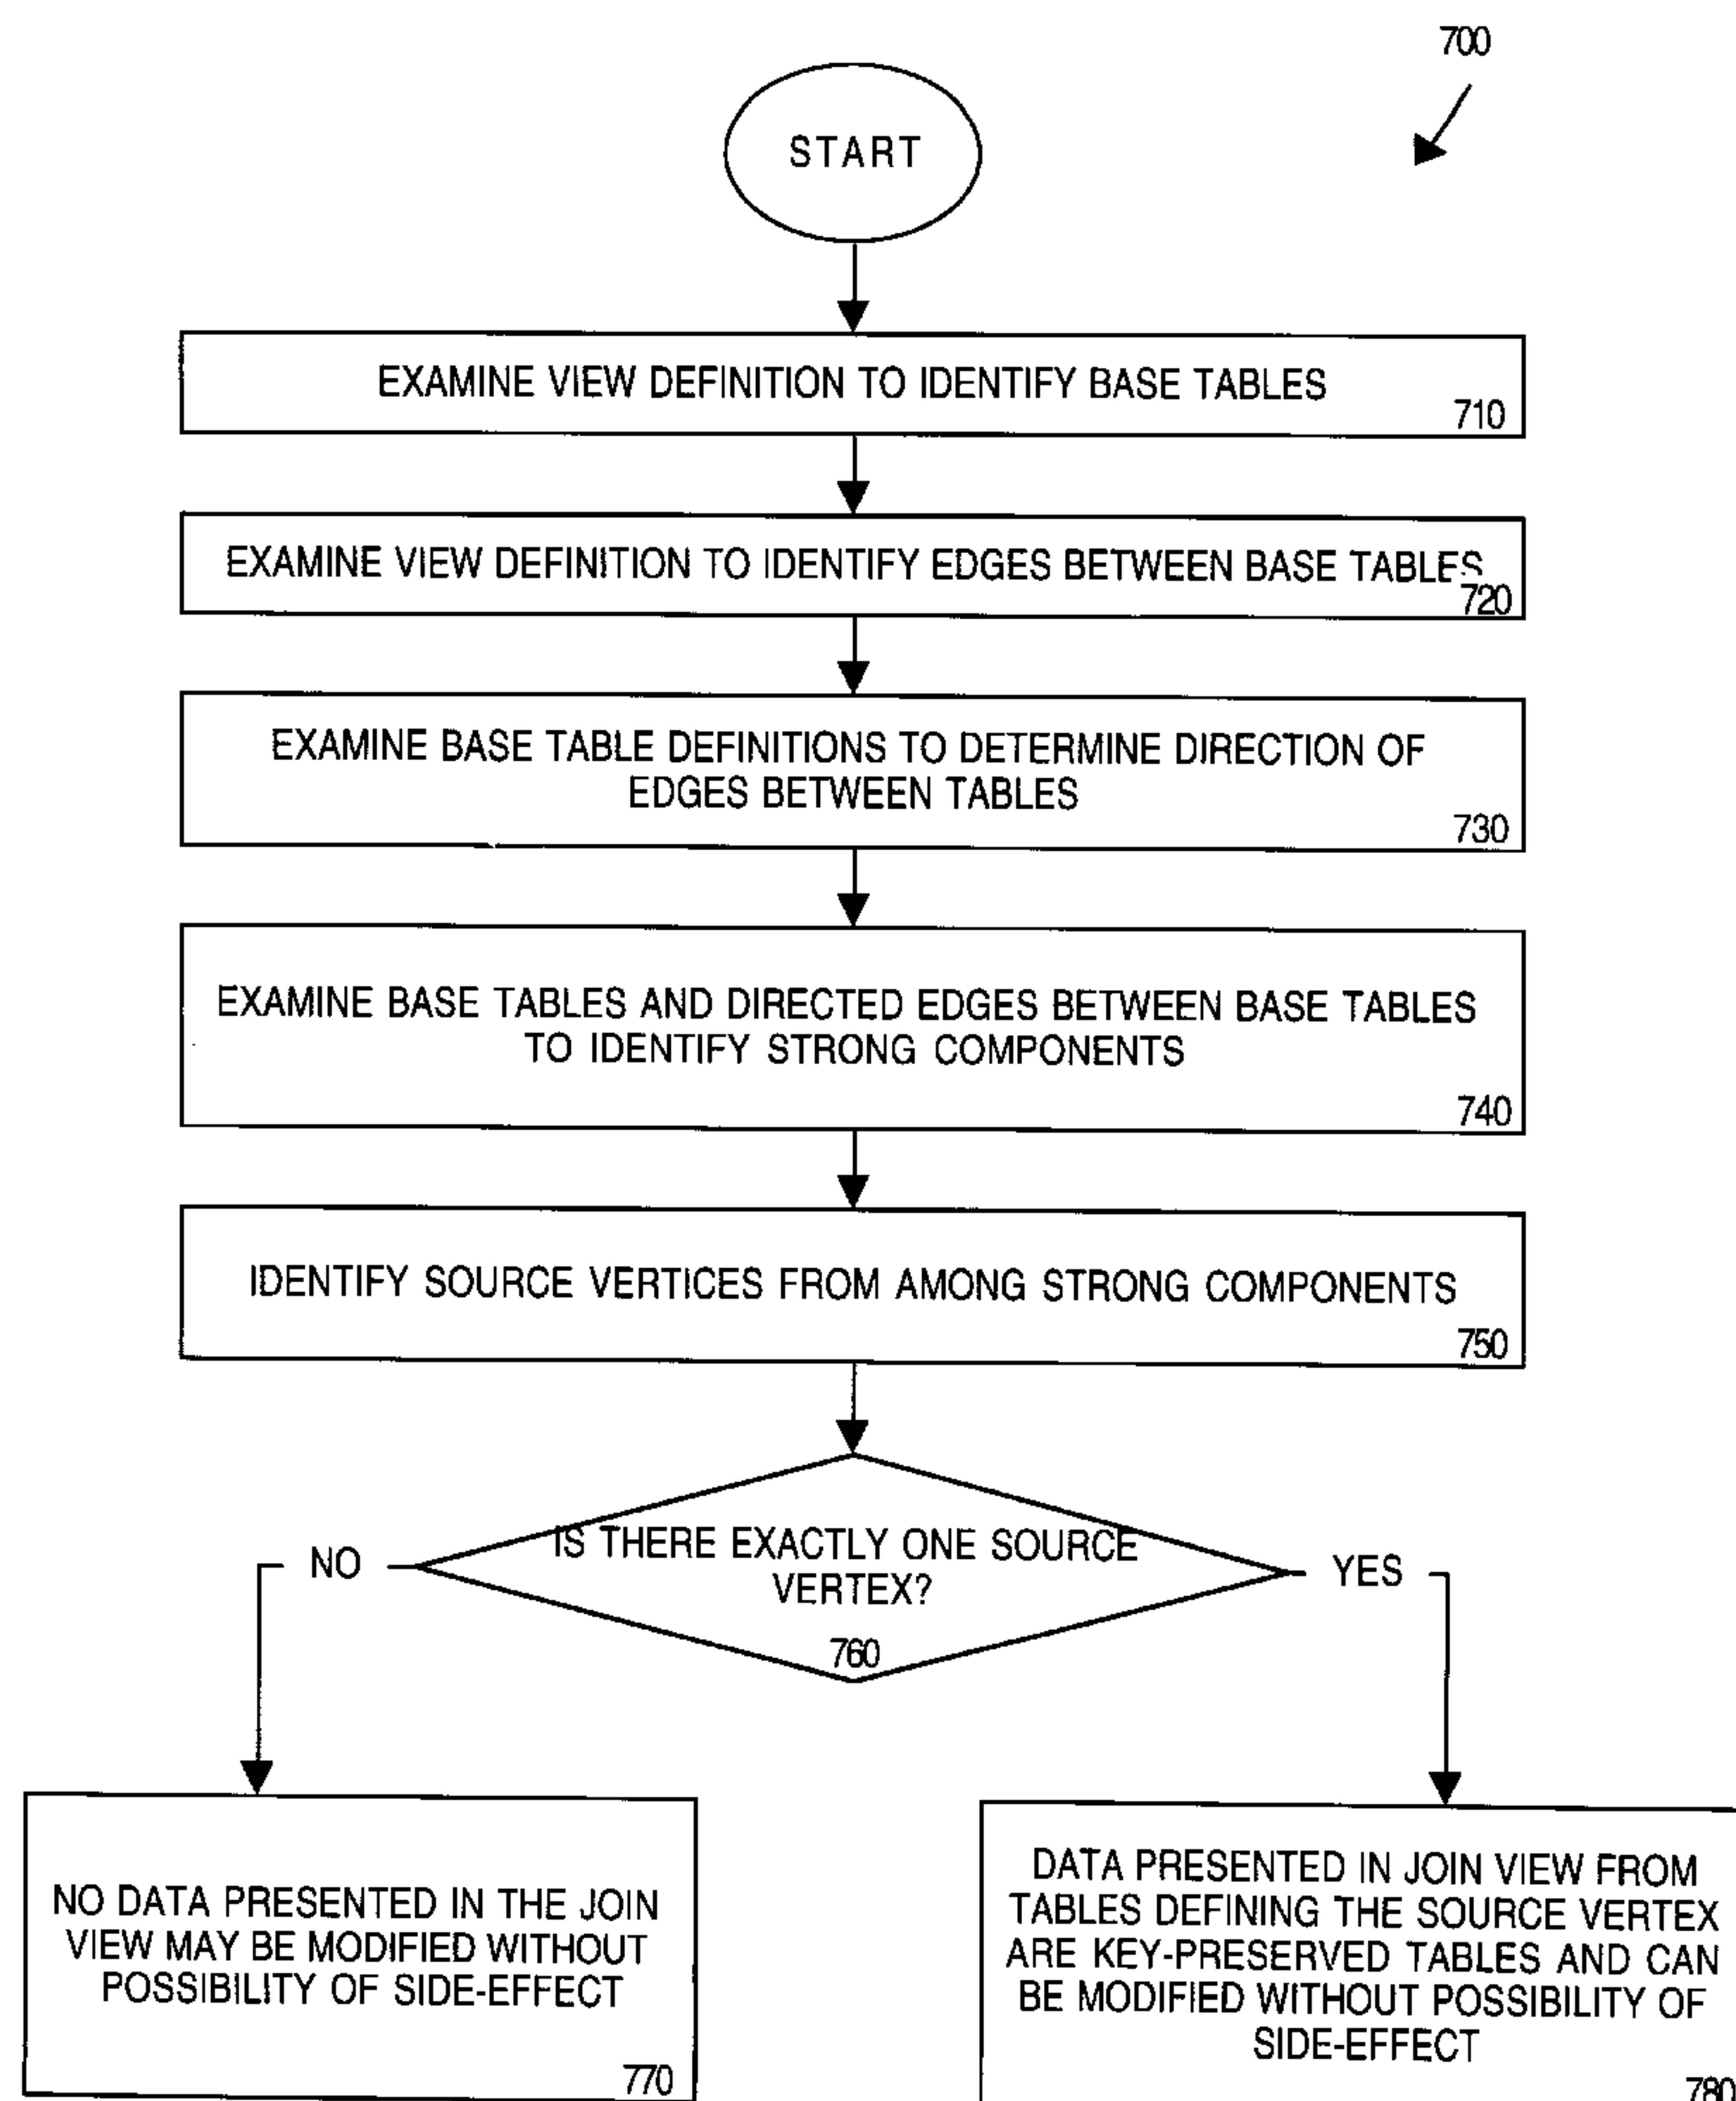 700
START
EXAMINE VIEW DEFINITION TO IDENTIFY BASE TABLES
710
EXAMINE VIEW DEFINITION TO IDENTIFY EDGES BETWEEN BASE TABLES
720
EXAMINE BASE TABLE DEFINITIONS TO DETERMINE DIRECTION OF
EDGES BETWEEN TABLES
730
EXAMINE BASE TABLES AND DIRECTED EDGES BETWEEN BASE TABLES
TO IDENTIFY STRONG COMPONENTS
740
IDENTIFY SOURCE VERTICES FROM AMONG STRONG COMPONENTS
750
IS THERE EXACTLY ONE SOURCE
VERTEX?
760
NO
YES
NO DATA PRESENTED IN THE JOIN
VIEW MAY BE MODIFIED WITHOUT
POSSIBILITY OF SIDE-EFFECT
770
DATA PRESENTED IN JOIN VIEW FROM
TABLES DEFINING THE SOURCE VERTEX
ARE KEY-PRESERVED TABLES AND CAN
BE MODIFIED WITHOUT POSSIBILITY OF
SIDE-EFFECT
780